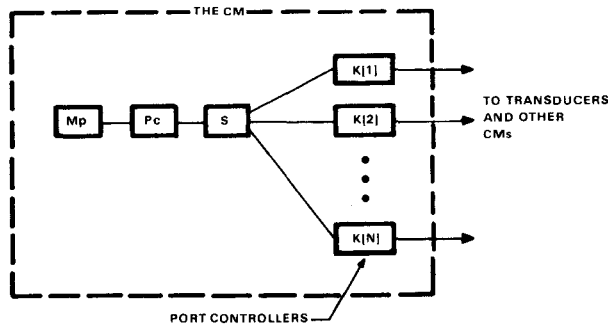 THE CM
K[1]
Mp
Pc
S
K[2]
TO TRANSDUCERS
AND OTHER
CMs
K[N]
PORT CONTROLLERS